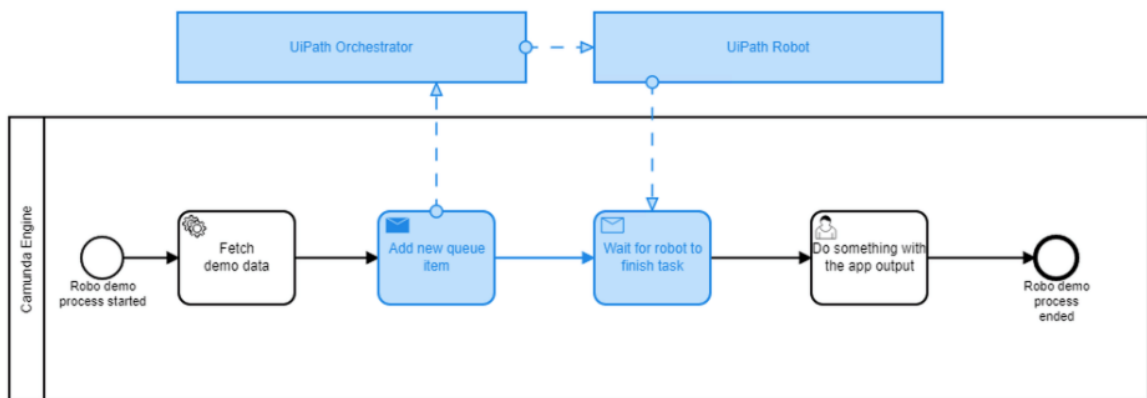 UiPath Orchestrator
UiPath Robot
Camunda Engine
Robo demo
process started
Fetch
demo data
Add new queue
item
Wait for robot to
finish task
Do something with
the app output
Robo demo
process
ended